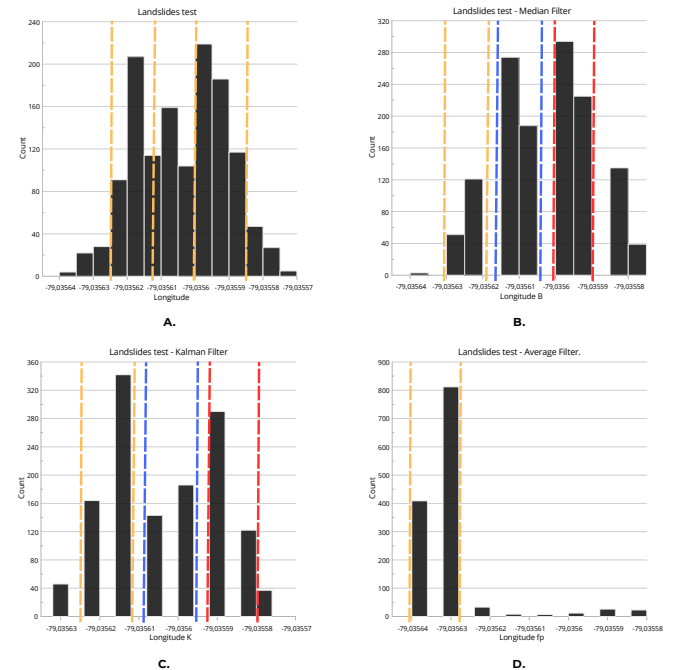 Landslides test
240
200
160
120
80
40
0
Count
-79,03564 -79,03563 -79,03562 -79,03561 -79,0356 -79,03559 -79,03558 -79,03557
Longitude
A.
Landslides test - Median Filter
320
280
240
200
160
120
80
40
0
Count
-79,03564 -79,03563 -79,03562 -79,03561 -79,0356 -79,03559 -79,03558
Longitude B
B.
Landslides test - Kalman Filter
360
320
280
240
200
160
120
80
40
0
Count
-79,03563 -79,03562 -79,03561 -79,0356 -79,03559 -79,03558 -79,03557
Longitude K
C.
Landslides test - Average Filter.
900
800
700
600
500
400
300
200
100
0
Count
-79,03564 -79,03563 -79,03562 -79,03561 -79,0356 -79,03559 -79,03558
Longitude fp
D.